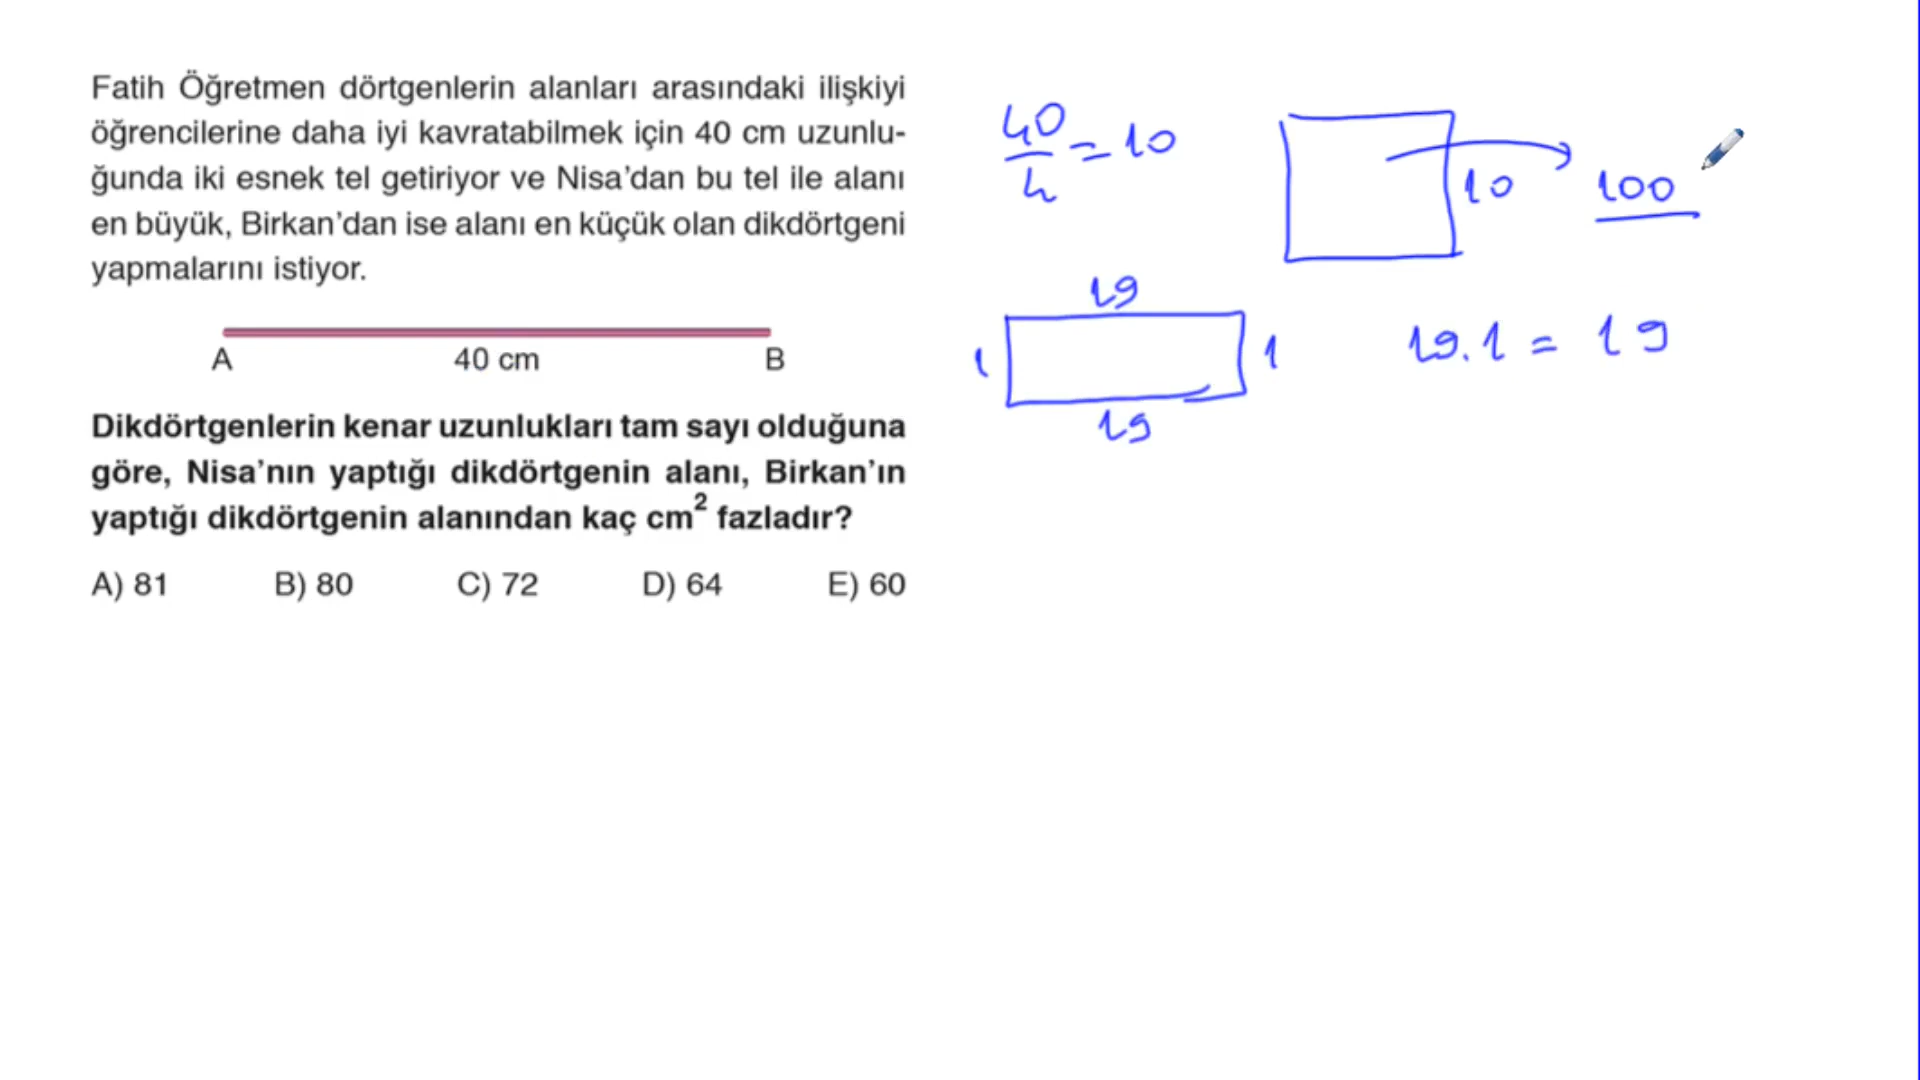 Fatih Öğretmen dörtgenlerin alanları arasındaki ilişkiyi
öğrencilerine daha iyi kavratabilmek için 40 cm uzunlu-
ğunda iki esnek tel getiriyor ve Nisa’dan bu tel ile alanı
en büyük, Birkan’dan ise alanı en küçük olan dikdörtgeni
yapmalarını istiyor.
A 40 cm B
Dikdörtgenlerin kenar uzunlukları tam sayı olduğuna
göre, Nisa’nın yaptığı dikdörtgenin alanı, Birkan’ın
yaptığı dikdörtgenin alanından kaç cm² fazladır?
A) 81 B) 80 C) 72 D) 64 E) 60
40/4 = 10
10
100
19
1
1
19
19.1 = 19